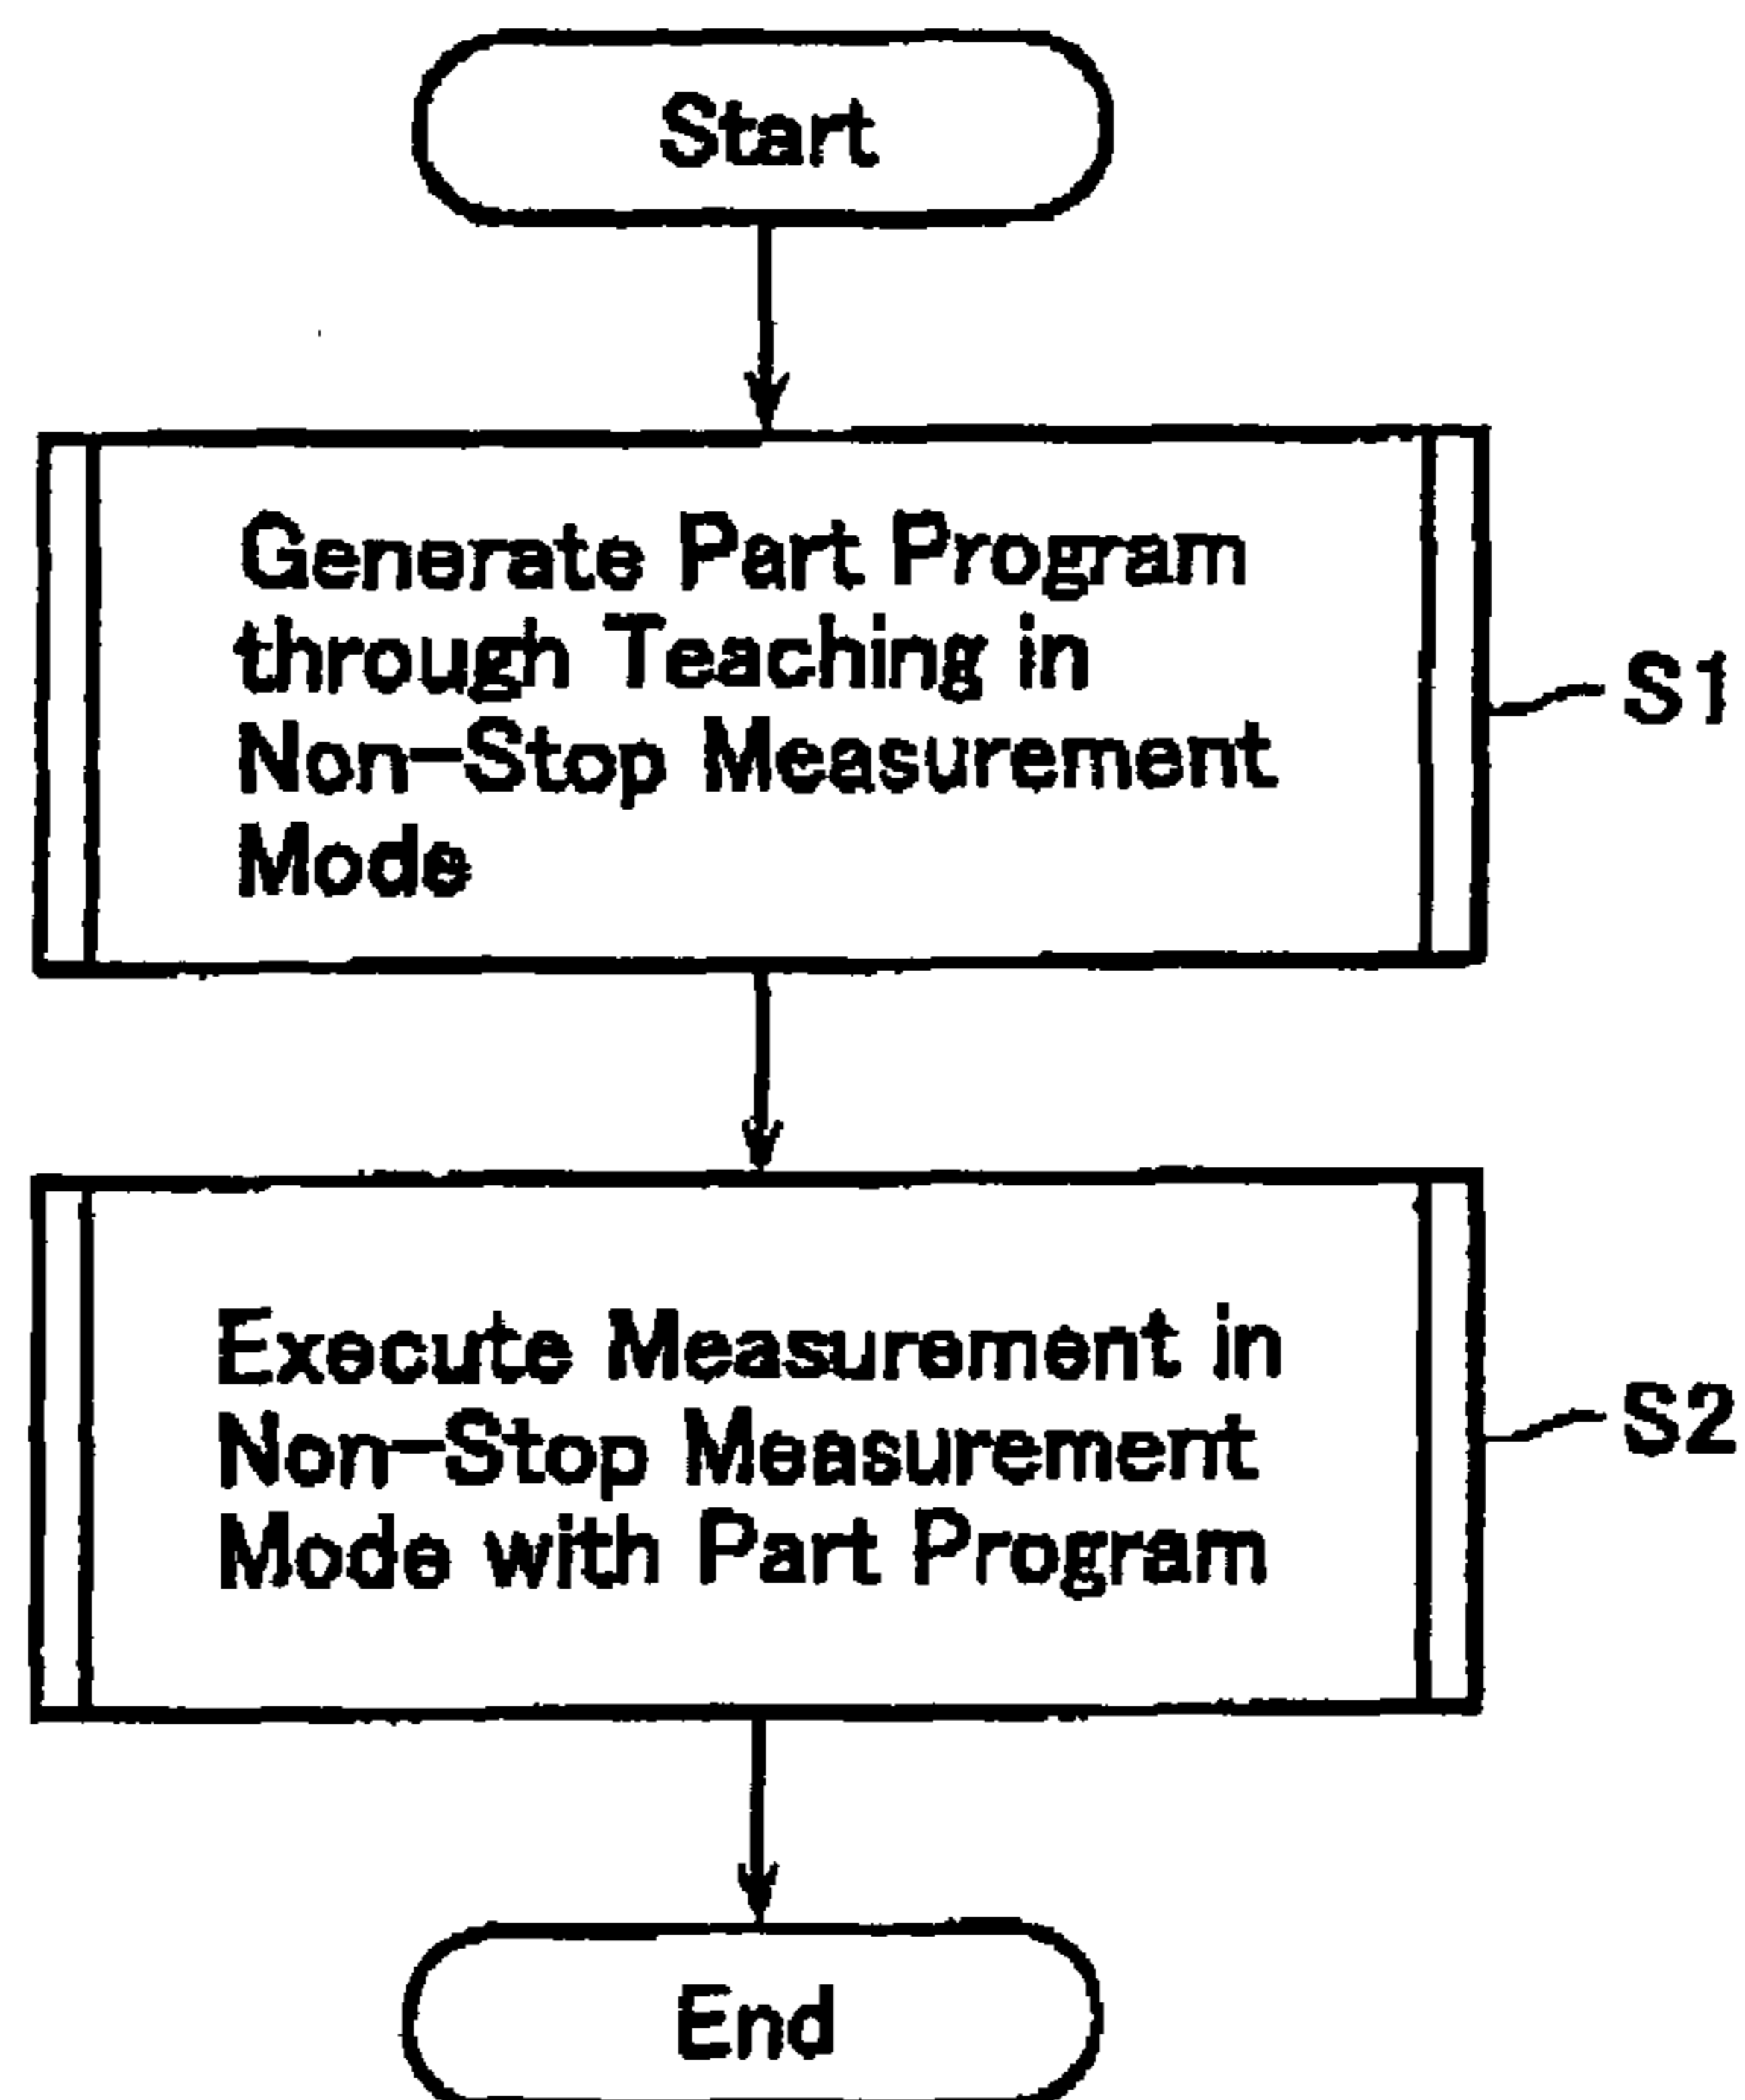 Start
Generate Part Program
through Teaching in
Non-Stop Measurement
Mode
S1
Execute Measurement in
Non-Stop Measurement
Mode with Part Program
S2
End